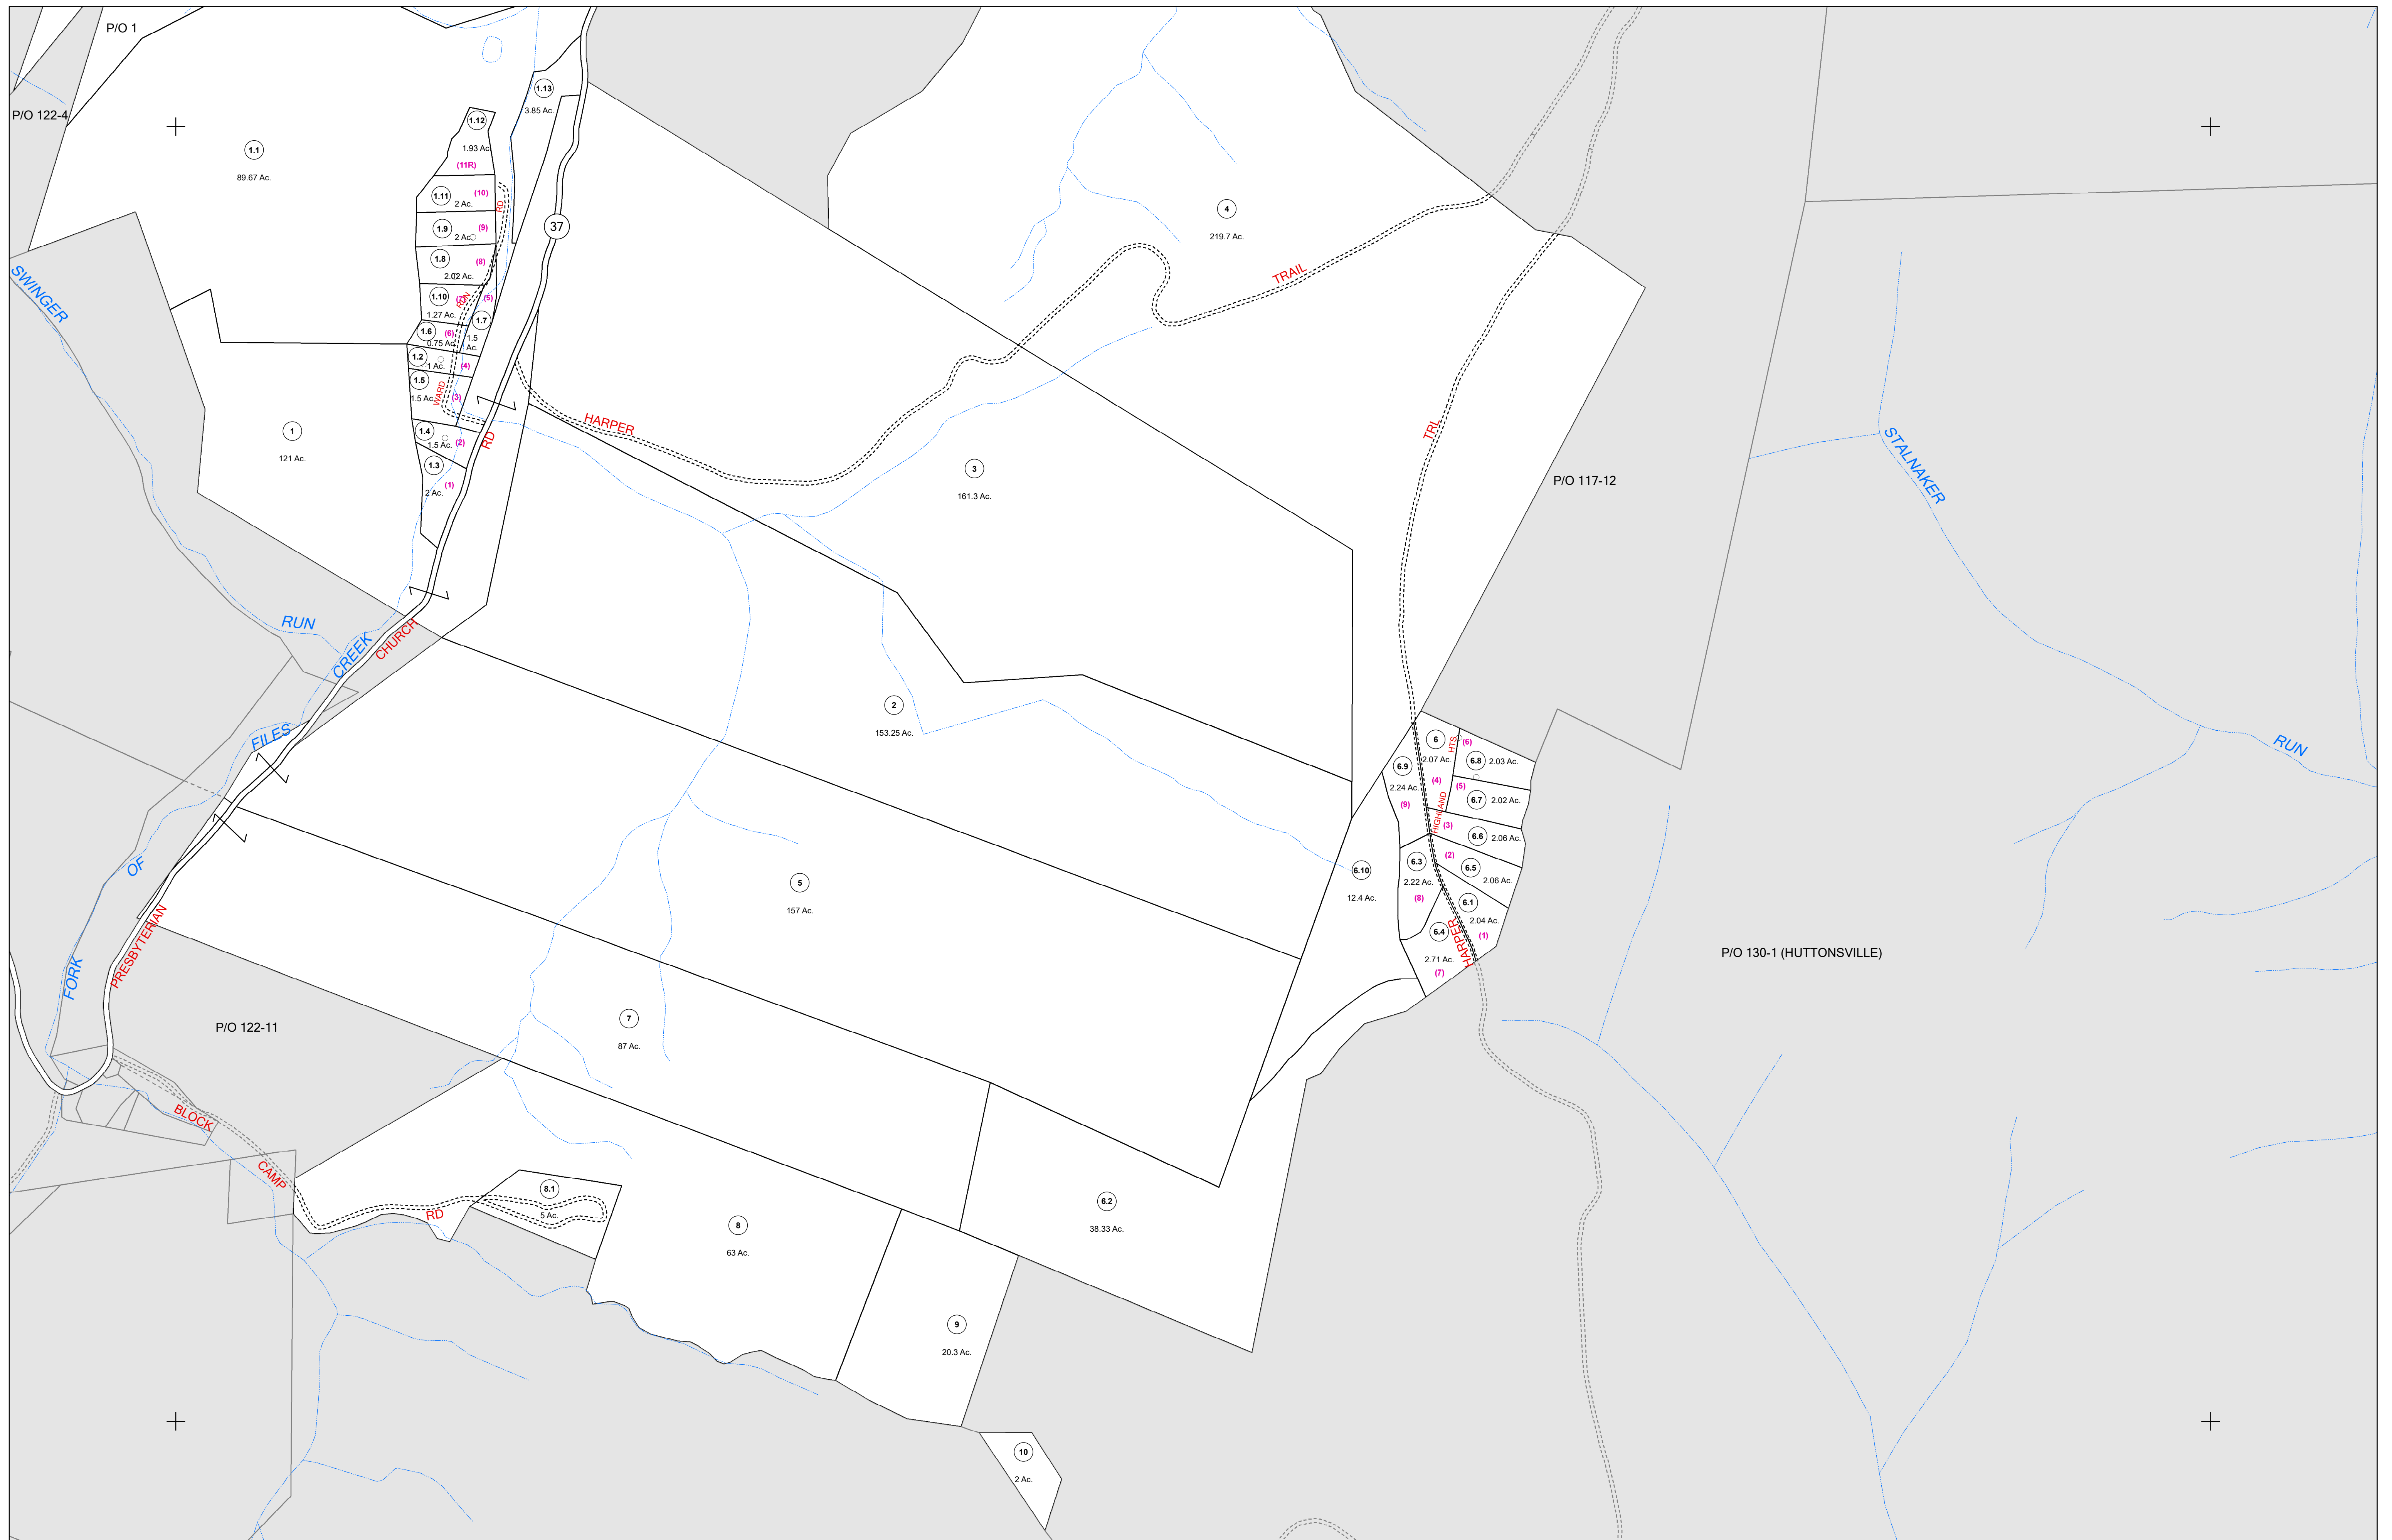 P/O 1
P/O 122-4
1.1
89.67 Ac.
1.13
3.85 Ac.
1.12
1.93 Ac.
(11R)
1.11
2 Ac.
(10)
RD
1.9
2 Ac.
(9)
1.8
2.02 Ac.
(8)
37
4
219.7 Ac.
TRAIL
1.10
1.27 Ac.
(7)
RUN
(5)
1.7
1.5
Ac.
1.6
0.75 Ac.
(6)
1.2
1 Ac.
(4)
1.5
1.5 Ac.
WARD
(3)
1.4
1.5 Ac.
(2)
RD
1.3
2 Ac.
(1)
1
121 Ac.
SWINGER
RUN
HARPER
3
161.3 Ac.
TRL
P/O 117-12
STALNAKER
RUN
CREEK
CHURCH
FILES
OF
FORK
PRESBYTERIAN
2
153.25 Ac.
6
2.07 Ac.
(4)
HTS
(6)
6.8
2.03 Ac.
6.9
2.24 Ac.
(9)
(5)
6.7
2.02 Ac.
HIGHLAND
(3)
6.6
2.06 Ac.
(2)
6.5
2.06 Ac.
6.3
2.22 Ac.
(8)
6.10
12.4 Ac.
6.1
2.04 Ac.
(1)
6.4
2.71 Ac.
(7)
HARPER
5
157 Ac.
P/O 130-1 (HUTTONSVILLE)
P/O 122-11
7
87 Ac.
BLOCK
CAMP
RD
8.1
5 Ac.
8
63 Ac.
6.2
38.33 Ac.
9
20.3 Ac.
10
2 Ac.